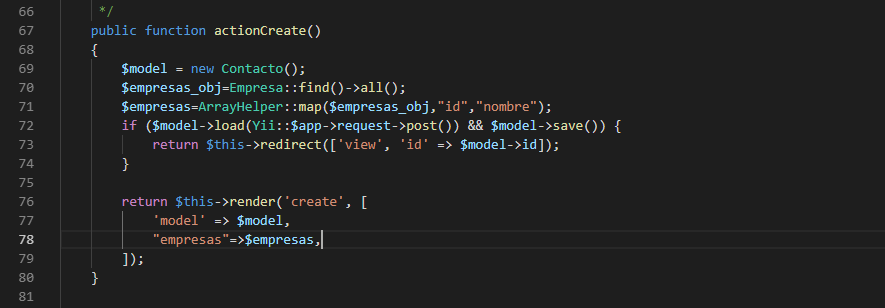 66 */
67 public function actionCreate()
68 {
69 $model = new Contacto();
70 $empresas_obj=Empresa::find()->all();
71 $empresas=ArrayHelper::map($empresas_obj,"id","nombre");
72 if ($model->load(Yii::$app->request->post()) && $model->save()) {
73 return $this->redirect(['view', 'id' => $model->id]);
74 }
75
76 return $this->render('create', [
77 'model' => $model,
78 "empresas"=>$empresas,
79 ]);
80 }
81